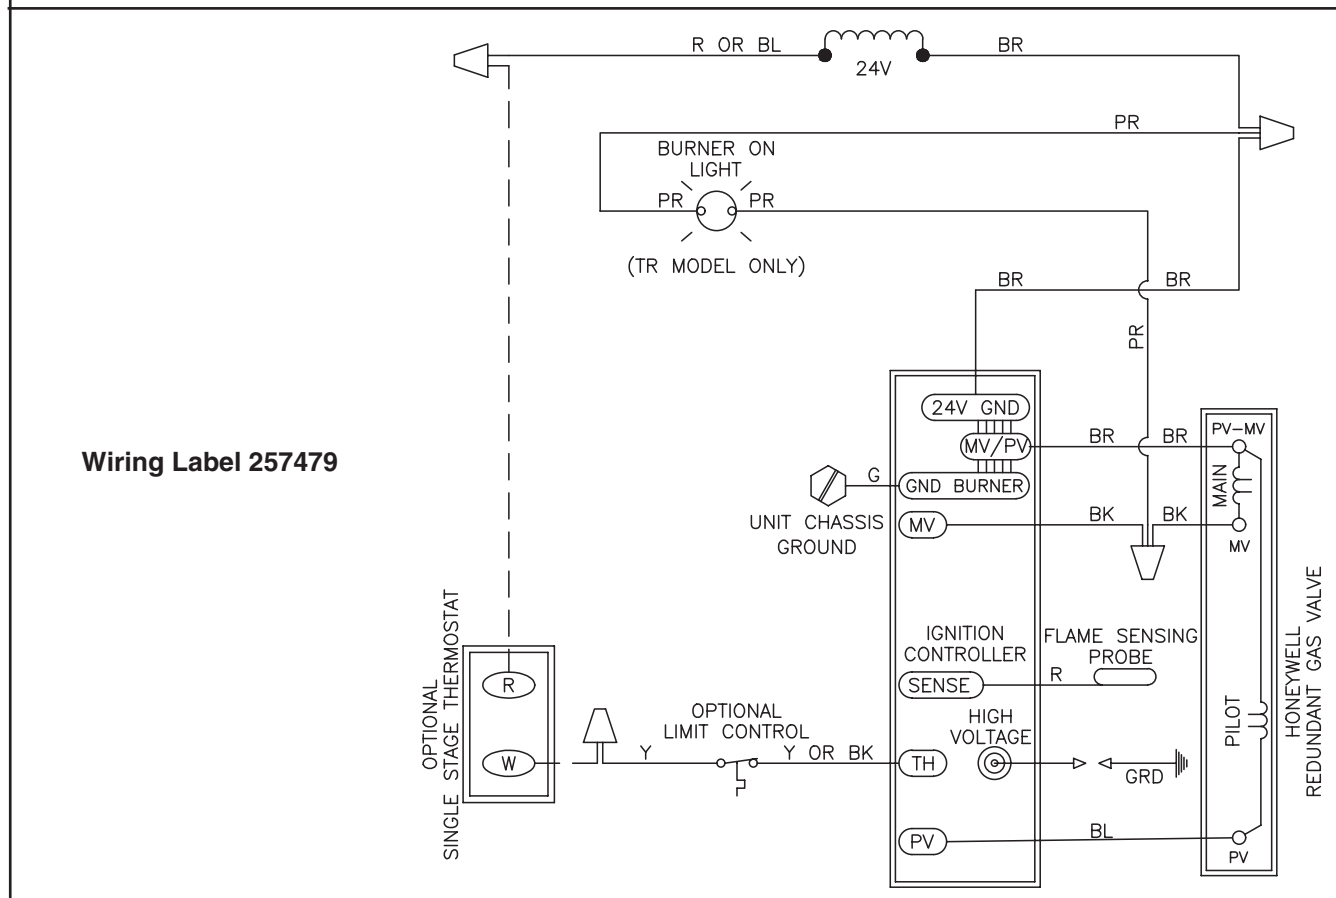 R OR BL
24V
BR
PR
BURNER ON
LIGHT
PR
PR
(TR MODEL ONLY)
BR
BR
PR
24V GND
MV/PV
BR
BR
PV-MV
MAIN
Wiring Label 257479
G
GND BURNER
UNIT CHASSIS
GROUND
MV
BK
BK
MV
IGNITION
CONTROLLER
FLAME SENSING
PROBE
SENSE
R
OPTIONAL
SINGLE STAGE THERMOSTAT
R
W
Y
OPTIONAL
LIMIT CONTROL
Y OR BK
TH
HIGH
VOLTAGE
GRD
PILOT
HONEYWELL
REDUNDANT GAS VALVE
PV
BL
PV